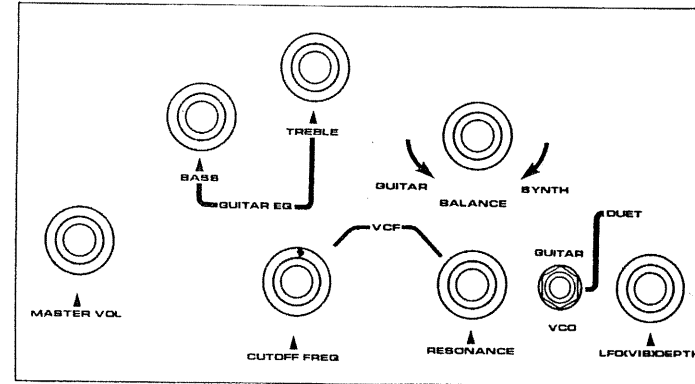 TREBLE
BASS
GUITAR EQ
GUITAR
SYNTH
BALANCE
DUET
VCF
GUITAR
MASTER VOL
VCO
CUTOFF FREQ
RESONANCE
LFO(VIB)DEPTH